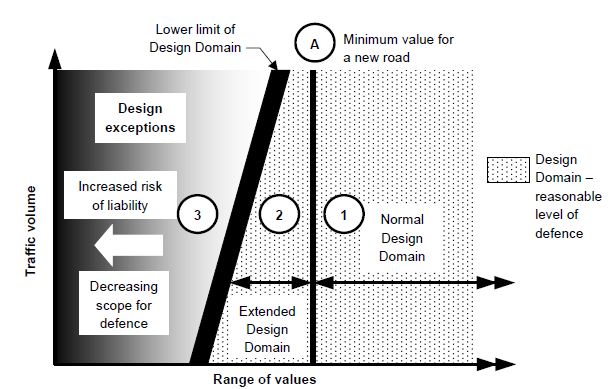 Lower limit of
Design Domain
A
Minimum value for
a new road
Design
exceptions
Increased risk
of liability
3
2
1
Normal
Design
Domain
Design
Domain –
reasonable
level of
defence
Decreasing
scope for
defence
Extended
Design
Domain
Traffic volume
Range of values